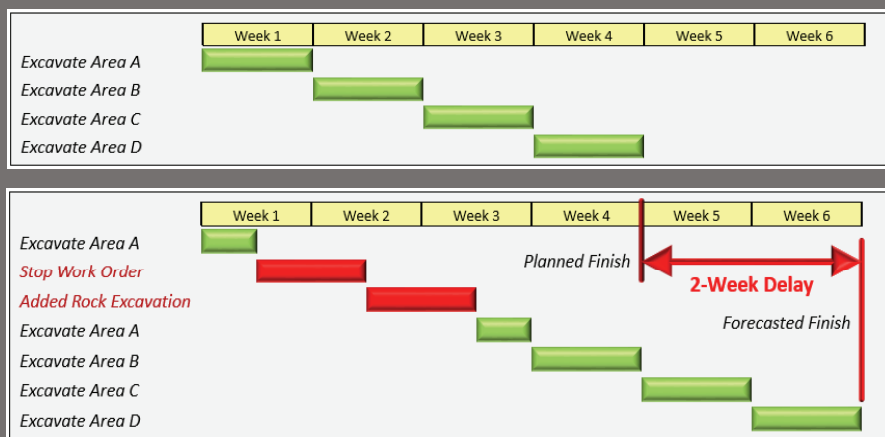 Week 1 Week 2 Week 3 Week 4 Week 5 Week 6
Excavate Area A
Excavate Area B
Excavate Area C
Excavate Area D
Week 1 Week 2 Week 3 Week 4 Week 5 Week 6
Excavate Area A
Planned Finish
Stop Work Order
2-Week Delay
Added Rock Excavation
Forecasted Finish
Excavate Area A
Excavate Area B
Excavate Area C
Excavate Area D